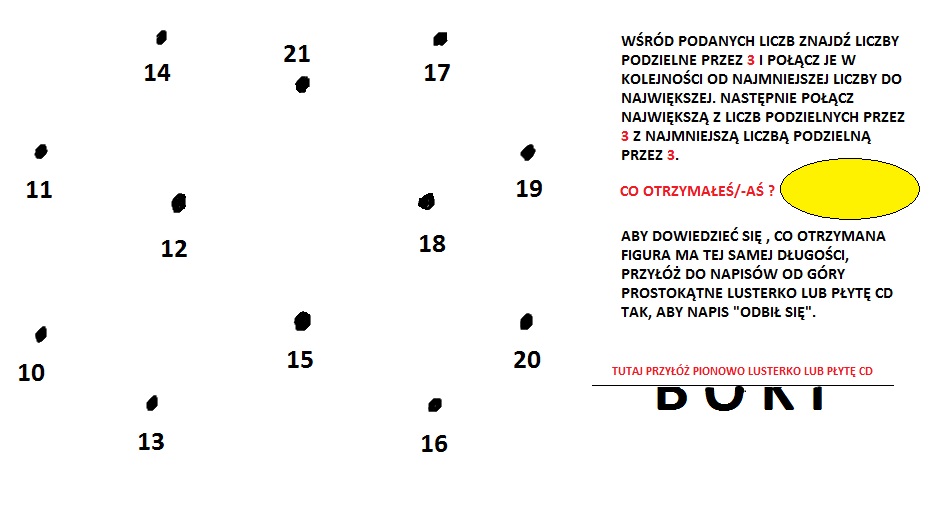 14
21
17
11
19
12
18
10
15
20
13
16
WŚRÓD PODANYCH LICZB ZNAJDŹ LICZBY
PODZIELNE PRZEZ 3 I POŁĄCZ JE W
KOLEJNOŚCI OD NAJMNIEJSZEJ LICZBY DO
NAJWIĘKSZEJ. NASTĘPNIE POŁĄCZ
NAJWIĘKSZĄ Z LICZB PODZIELNYCH PRZEZ
3 Z NAJMNIEJSZĄ LICZBĄ PODZIELNĄ
PRZEZ 3.
CO OTRZYMAŁEŚ/-AŚ ?
ABY DOWIEDZIEĆ SIĘ , CO OTRZYMANA
FIGURA MA TEJ SAMEJ DŁUGOŚCI,
PRZYŁÓŻ DO NAPISÓW OD GÓRY
PROSTOKĄTNE LUSTERKO LUB PŁYTĘ CD
TAK, ABY NAPIS "ODBIŁ SIĘ".
TUTAJ PRZYŁÓŻ PIONOWO LUSTERKO LUB PŁYTĘ CD
BOKI